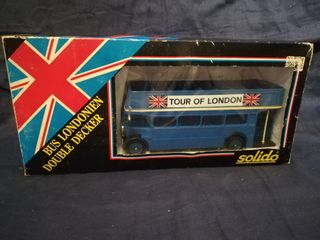 BUS LONDONIEN
DOUBLE DECKER
TOUR OF LONDON
solido